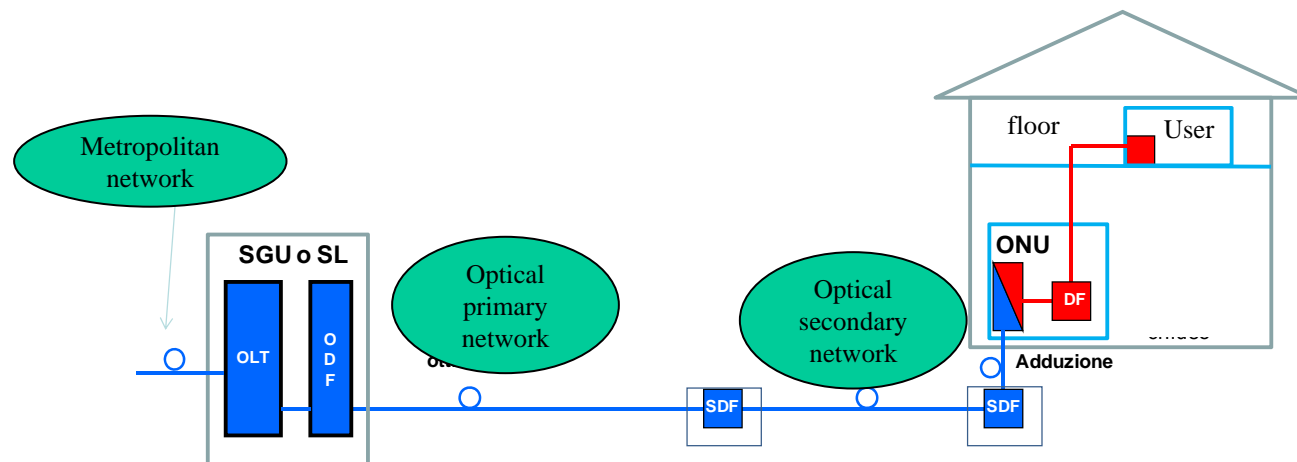 floor
User
Metropolitan
network
SGU o SL
Optical
primary
network
Optical
secondary
network
ONU
DF
OLT
O
D
F
Adduzione
SDF
SDF